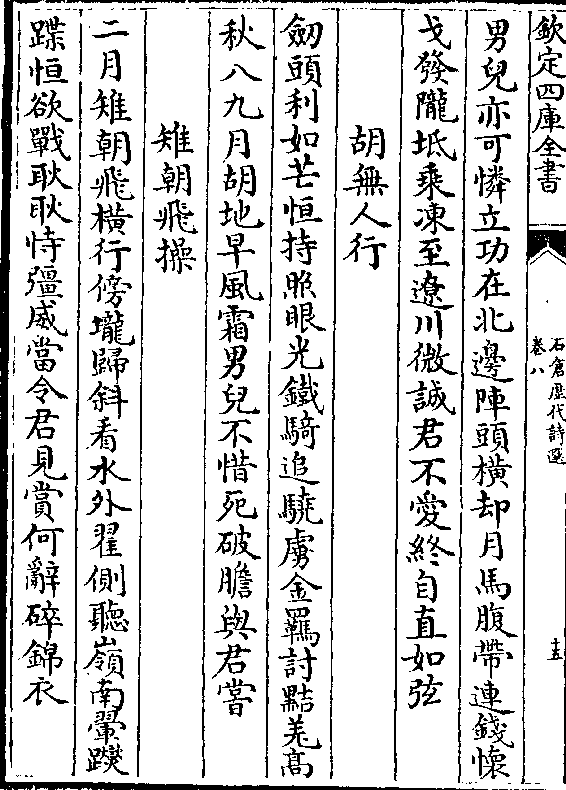 欽定四庫全書
石倉歷代詩選
卷八
十五
男兒亦可憐立功在北邊陣頭橫却月馬腹帶連錢懷
戈發隴坻乘凍至遼川微誠君不愛終自直如弦
胡無人行
劒頭利如芒恒持照眼光鐵騎追驍虜金羈討黠羌髙
秋八九月胡地早風霜男兒不惜死破膽與君嘗
雉朝飛操
二月雉朝飛橫行傍壠歸斜看水外翟側聽嶺南翬躞
蹀恒欲戰耿耿恃彊威當令君見賞何辭碎錦衣